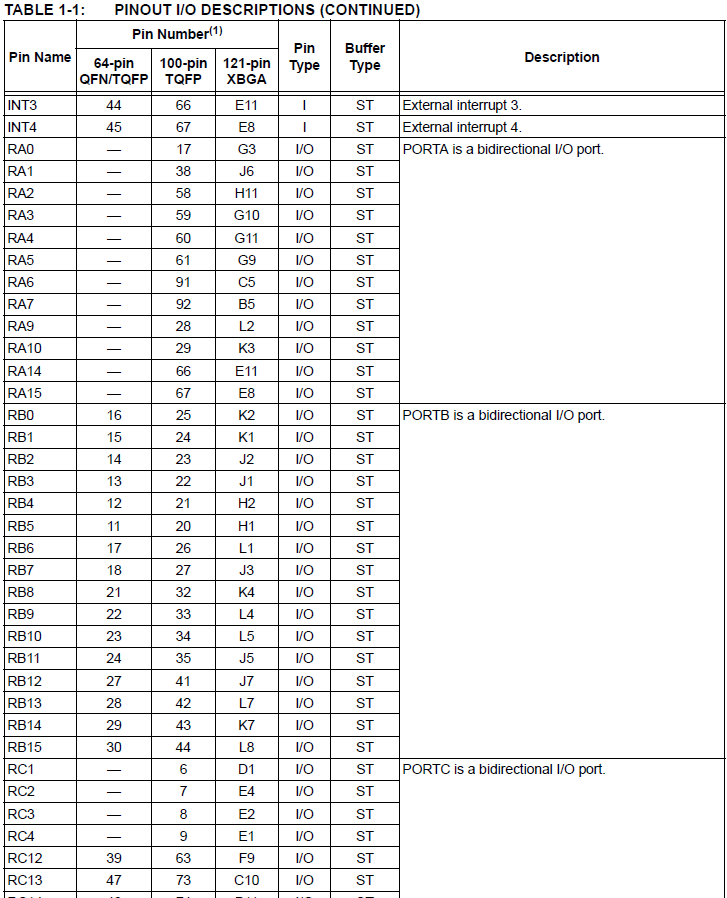 TABLE 1-1: PINOUT I/O DESCRIPTIONS (CONTINUED)
Pin Name Pin Number(1) Pin Type Buffer Type Description
64-pin QFN/TQFP 100-pin TQFP 121-pin XBGA
INT3 44 66 E11 I ST External interrupt 3.
INT4 45 67 E8 I ST External interrupt 4.
RA0 — 17 G3 I/O ST PORTA is a bidirectional I/O port.
RA1 — 38 J6 I/O ST
RA2 — 58 H11 I/O ST
RA3 — 59 G10 I/O ST
RA4 — 60 G11 I/O ST
RA5 — 61 G9 I/O ST
RA6 — 91 C5 I/O ST
RA7 — 92 B5 I/O ST
RA9 — 28 L2 I/O ST
RA10 — 29 K3 I/O ST
RA14 — 66 E11 I/O ST
RA15 — 67 E8 I/O ST
RB0 16 25 K2 I/O ST PORTB is a bidirectional I/O port.
RB1 15 24 K1 I/O ST
RB2 14 23 J2 I/O ST
RB3 13 22 J1 I/O ST
RB4 12 21 H2 I/O ST
RB5 11 20 H1 I/O ST
RB6 17 26 L1 I/O ST
RB7 18 27 J3 I/O ST
RB8 21 32 K4 I/O ST
RB9 22 33 L4 I/O ST
RB10 23 34 L5 I/O ST
RB11 24 35 J5 I/O ST
RB12 27 41 J7 I/O ST
RB13 28 42 L7 I/O ST
RB14 29 43 K7 I/O ST
RB15 30 44 L8 I/O ST
RC1 — 6 D1 I/O ST PORTC is a bidirectional I/O port.
RC2 — 7 E4 I/O ST
RC3 — 8 E2 I/O ST
RC4 — 9 E1 I/O ST
RC12 39 63 F9 I/O ST
RC13 47 73 C10 I/O ST